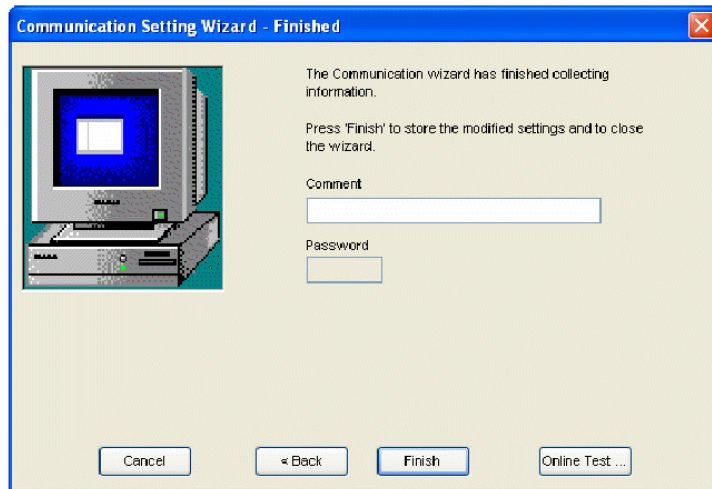 Communication Setting Wizard - Finished
The Communication wizard has finished collecting
information.
Press 'Finish' to store the modified settings and to close
the wizard.
Comment
Password
Cancel
< Back
Finish
Online Test ...